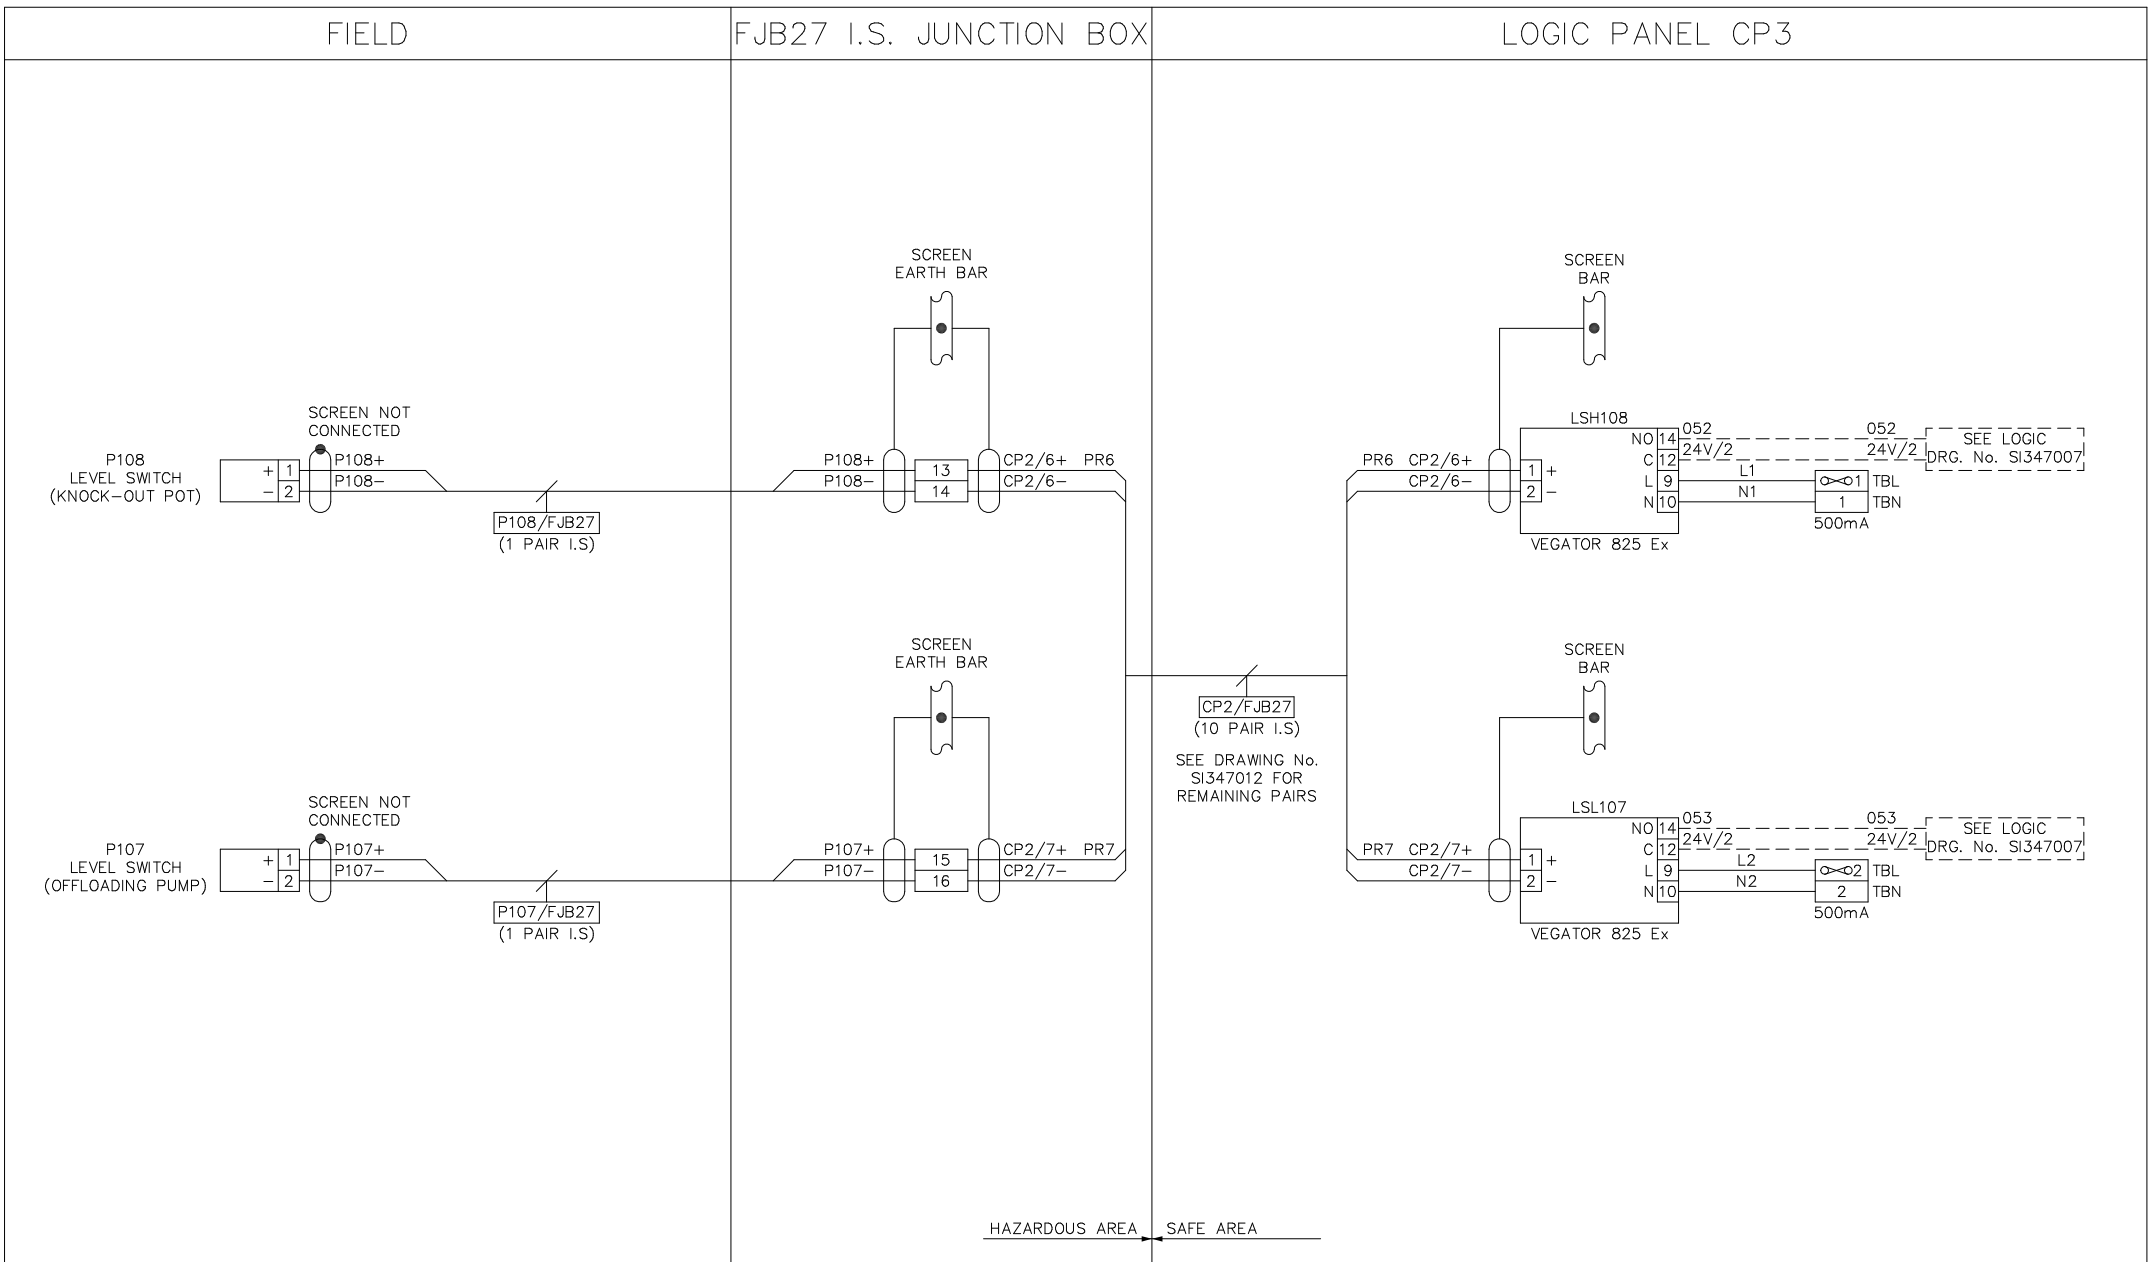 FIELD
FJB27 I.S. JUNCTION BOX
LOGIC PANEL CP3
P108
LEVEL SWITCH
(KNOCK-OUT POT)
+ 1
- 2
SCREEN NOT
CONNECTED
P108+
P108-
P108/FJB27
(1 PAIR I.S)
SCREEN
EARTH BAR
P108+
P108-
13
14
CP2/6+ PR6
CP2/6-
SCREEN
BAR
PR6 CP2/6+
CP2/6-
LSH108
1 +
2 -
NO 14
C 12
L 9
N 10
VEGATOR 825 Ex
052
24V/2
052
24V/2
SEE LOGIC
DRG. No. SI347007
L1
N1
1 TBL
1 TBN
500mA
P107
LEVEL SWITCH
(OFFLOADING PUMP)
+ 1
- 2
SCREEN NOT
CONNECTED
P107+
P107-
P107/FJB27
(1 PAIR I.S)
SCREEN
EARTH BAR
P107+
P107-
15
16
CP2/7+ PR7
CP2/7-
CP2/FJB27
(10 PAIR I.S)
SEE DRAWING No.
SI347012 FOR
REMAINING PAIRS
SCREEN
BAR
PR7 CP2/7+
CP2/7-
LSL107
1 +
2 -
NO 14
C 12
L 9
N 10
VEGATOR 825 Ex
053
24V/2
053
24V/2
SEE LOGIC
DRG. No. SI347007
L2
N2
2 TBL
2 TBN
500mA
HAZARDOUS AREA
SAFE AREA